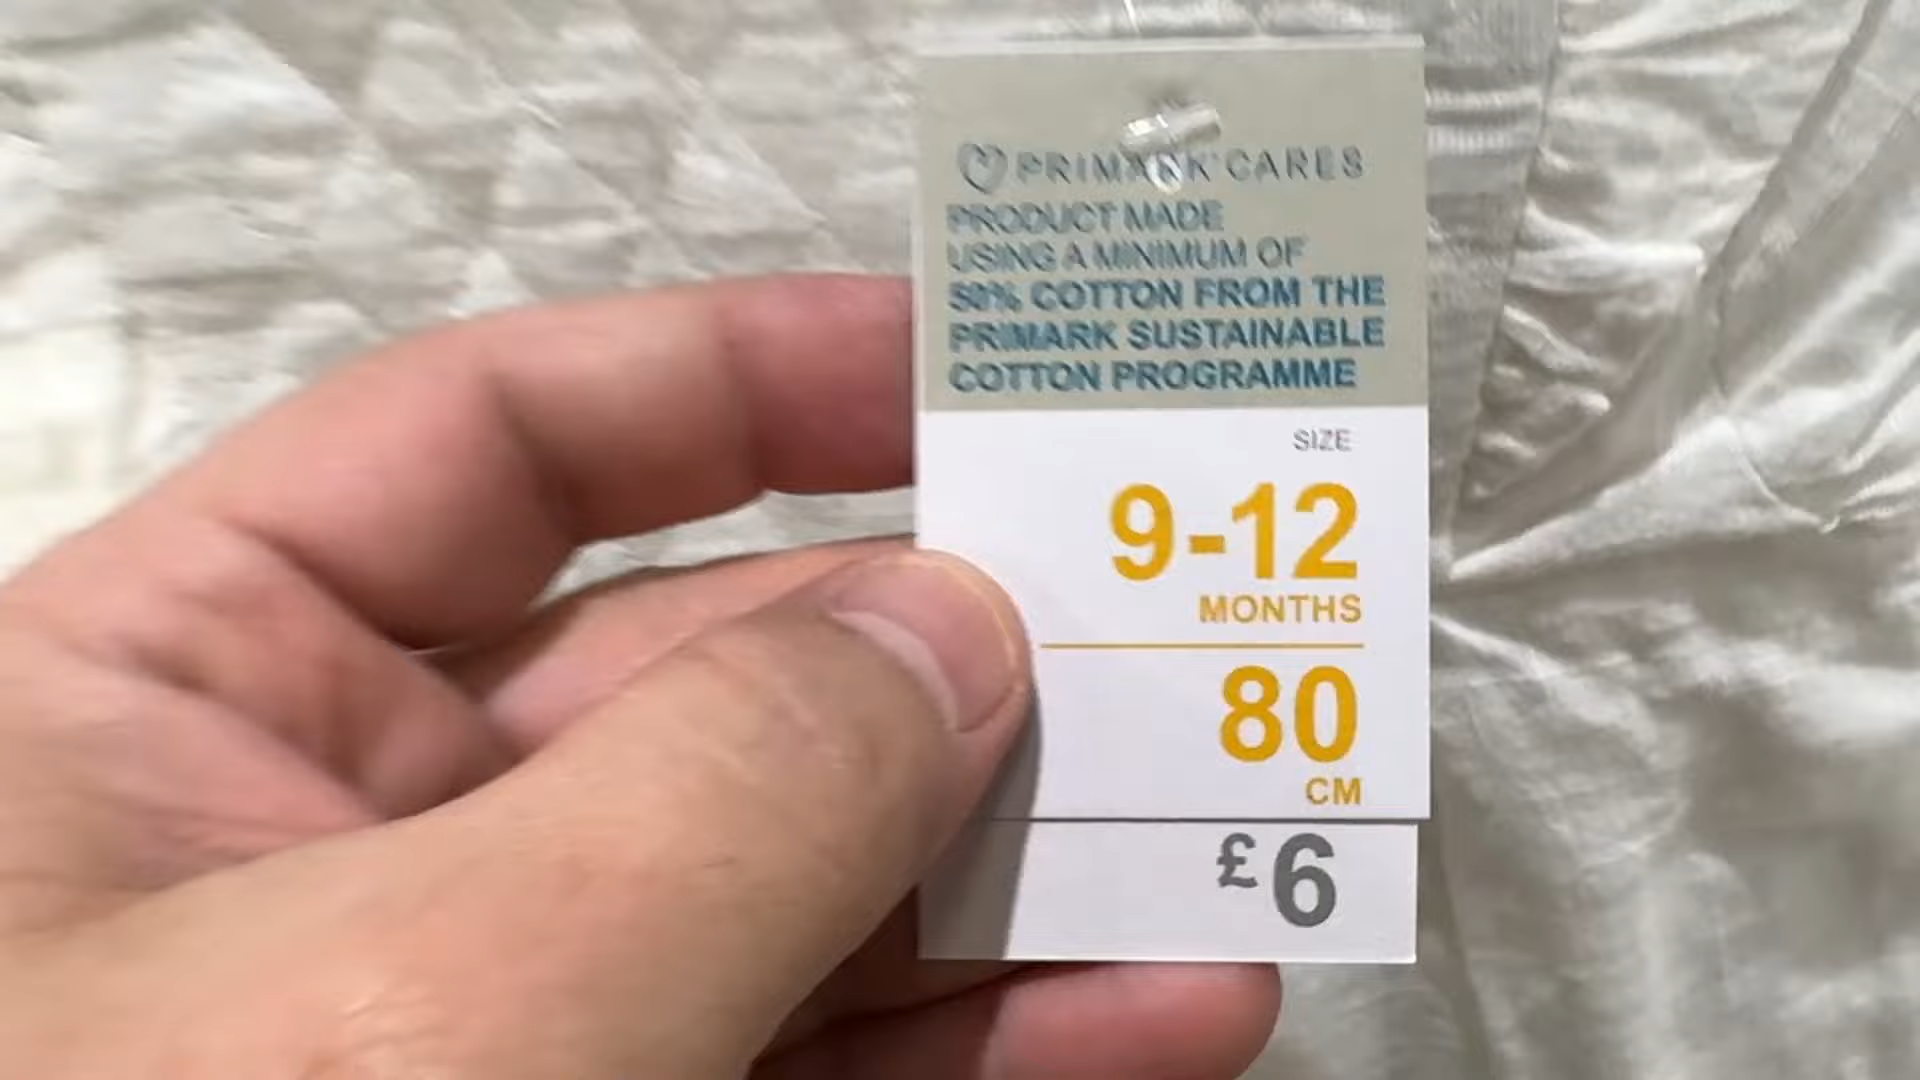 PRIMARK CARES
PRODUCT MADE
USING A MINIMUM OF
50% COTTON FROM THE
PRIMARK SUSTAINABLE
COTTON PROGRAMME
SIZE
9-12
MONTHS
80
CM
£6